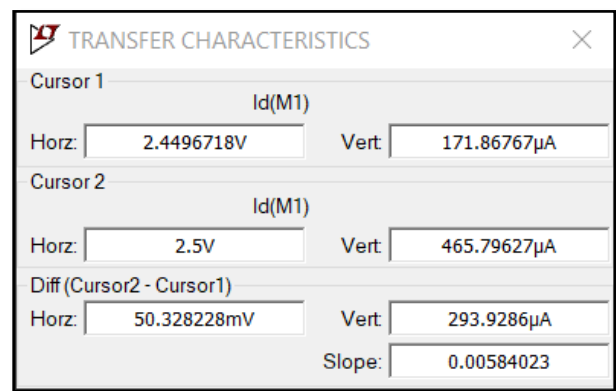 TRANSFER CHARACTERISTICS
Cursor 1
Id(M1)
Horz: 2.4496718V Vert: 171.86767µA
Cursor 2
Id(M1)
Horz: 2.5V Vert: 465.79627µA
Diff (Cursor2 - Cursor1)
Horz: 50.328228mV Vert: 293.9286µA
Slope: 0.00584023